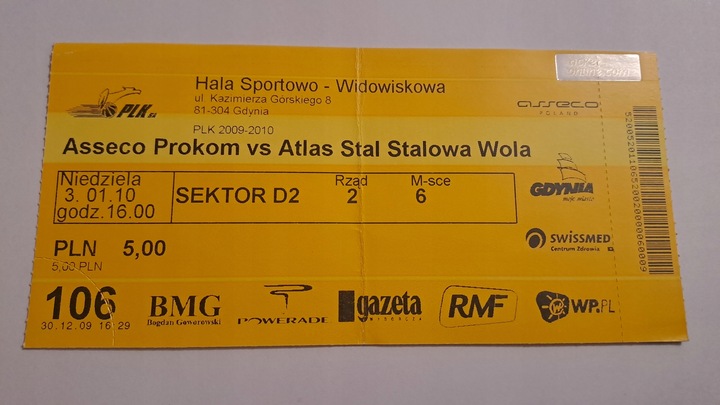 Hala Sportowo - Widowiskowa
ul. Kazimierza Górskiego 8
81-304 Gdynia
PLK.pl
asseco
POLAND
PLK 2009-2010
Asseco Prokom vs Atlas Stal Stalowa Wola
Niedziela
3. 01.10
godz.16.00
SEKTOR D2
Rząd
2
M-sce
6
GDYNIA
moje miasto
PLN 5,00
5,00 PLN
SWISSMED
Centrum Zdrowia
106
30.12.09 16:29
BMG
Bogdan Gowarowski
POWERADE
gazeta
WYBORCZA
RMF
WP.PL